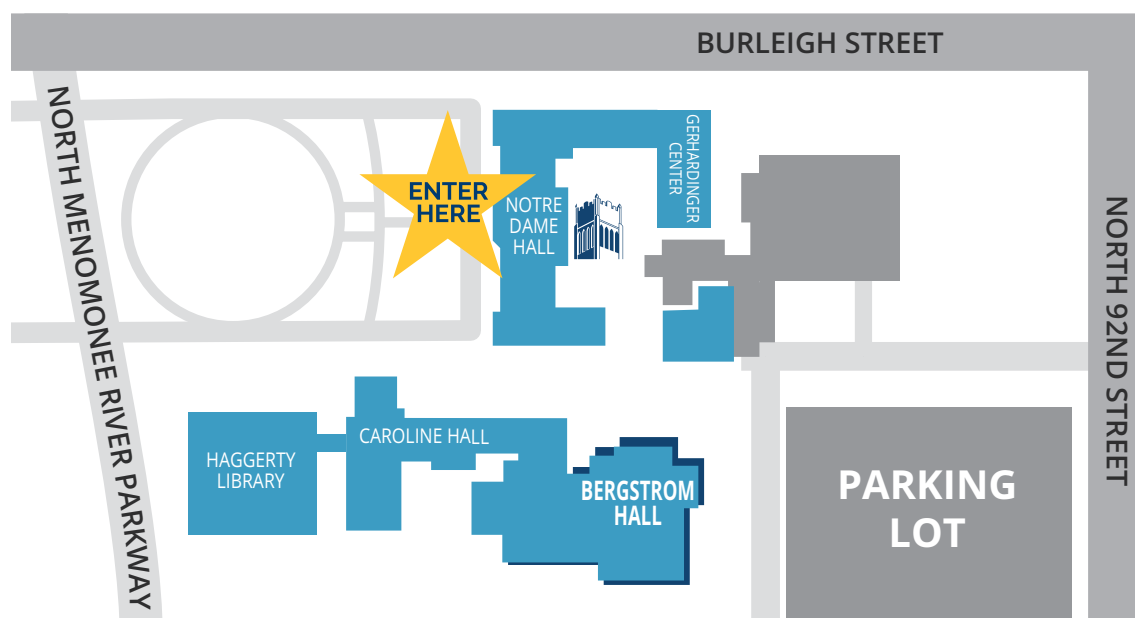 BURLEIGH STREET
NORTH MENOMONEE RIVER PARKWAY
ENTER
HERE
NOTRE
DAME
HALL
GERHARDINGER
CENTER
NORTH 92ND STREET
CAROLINE HALL
HAGGERTY
LIBRARY
BERGSTROM
HALL
PARKING
LOT